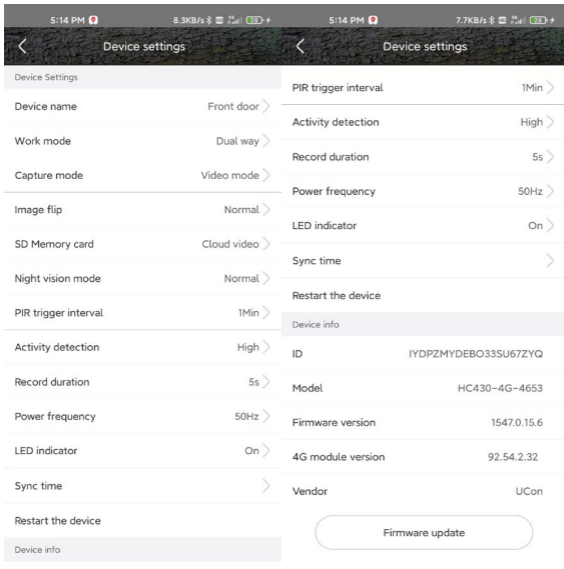 5:14 PM 8.3KB/s 28
Device settings
Device Settings
Device name Front door
Work mode Dual way
Capture mode Video mode
Image flip Normal
SD Memory card Cloud video
Night vision mode Normal
PIR trigger interval 1Min
Activity detection High
Record duration 5s
Power frequency 50Hz
LED indicator On
Sync time
Restart the device
Device info
5:14 PM 7.7KB/s 28
Device settings
PIR trigger interval 1Min
Activity detection High
Record duration 5s
Power frequency 50Hz
LED indicator On
Sync time
Restart the device
Device info
ID IYDPZMYDEBO33SU67ZYQ
Model HC430-4G-4653
Firmware version 1547.0.15.6
4G module version 92.54.2.32
Vendor UCon
Firmware update